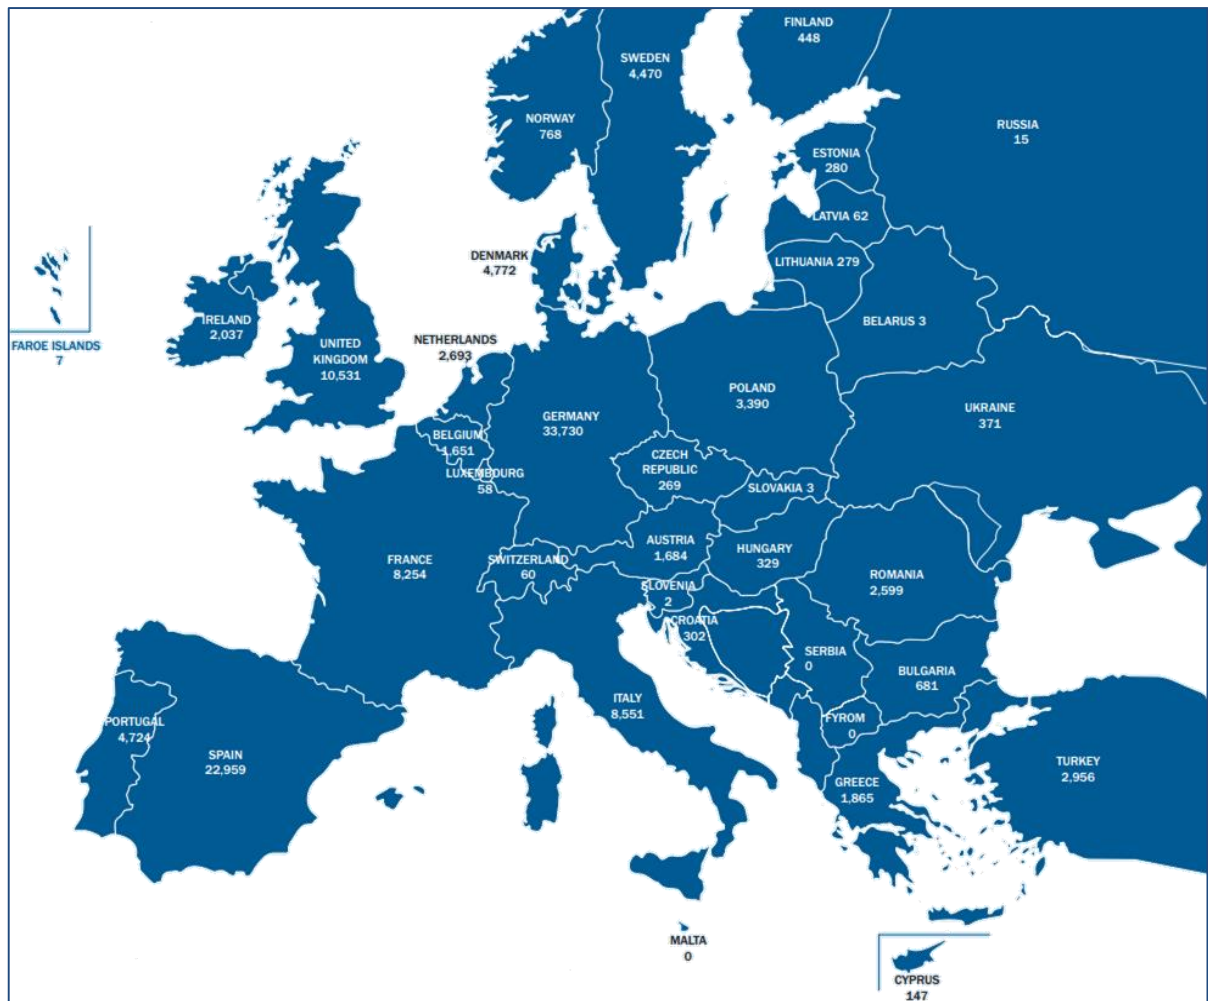 FINLAND
448
SWEDEN
4,470
NORWAY
768
RUSSIA
15
ESTONIA
280
LATVIA 62
DENMARK
4,772
LITHUANIA 279
IRELAND
2,037
BELARUS 3
FAROE ISLANDS
7
UNITED
KINGDOM
10,531
NETHERLANDS
2,693
POLAND
3,390
GERMANY
33,730
UKRAINE
371
BELGIUM
1,651
CZECH
REPUBLIC
269
LUXEMBOURG
58
SLOVAKIA 3
AUSTRIA
1,684
HUNGARY
329
FRANCE
8,254
SWITZERLAND
60
ROMANIA
2,599
SLOVENIA
2
CROATIA
302
SERBIA
0
BULGARIA
681
ITALY
8,551
PORTUGAL
4,724
FYROM
0
SPAIN
22,959
TURKEY
2,956
GREECE
1,865
MALTA
0
CYPRUS
147